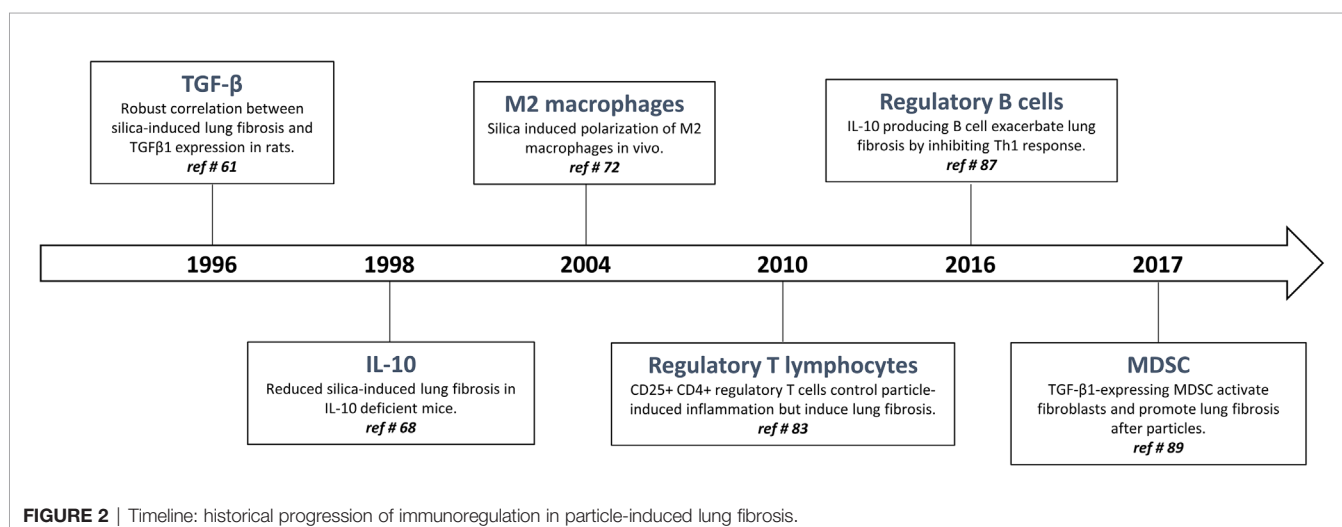 TGF-β
Robust correlation between
silica-induced lung fibrosis and
TGFβ1 expression in rats.
ref # 61
M2 macrophages
Silica induced polarization of M2
macrophages in vivo.
ref # 72
Regulatory B cells
IL-10 producing B cell exacerbate lung
fibrosis by inhibiting Th1 response.
ref # 87
1996 1998 2004 2010 2016 2017
IL-10
Reduced silica-induced lung fibrosis in
IL-10 deficient mice.
ref # 68
Regulatory T lymphocytes
CD25+ CD4+ regulatory T cells control particle-
induced inflammation but induce lung fibrosis.
ref # 83
MDSC
TGF-β1-expressing MDSC activate
fibroblasts and promote lung fibrosis
after particles.
ref # 89
FIGURE 2 | Timeline: historical progression of immunoregulation in particle-induced lung fibrosis.